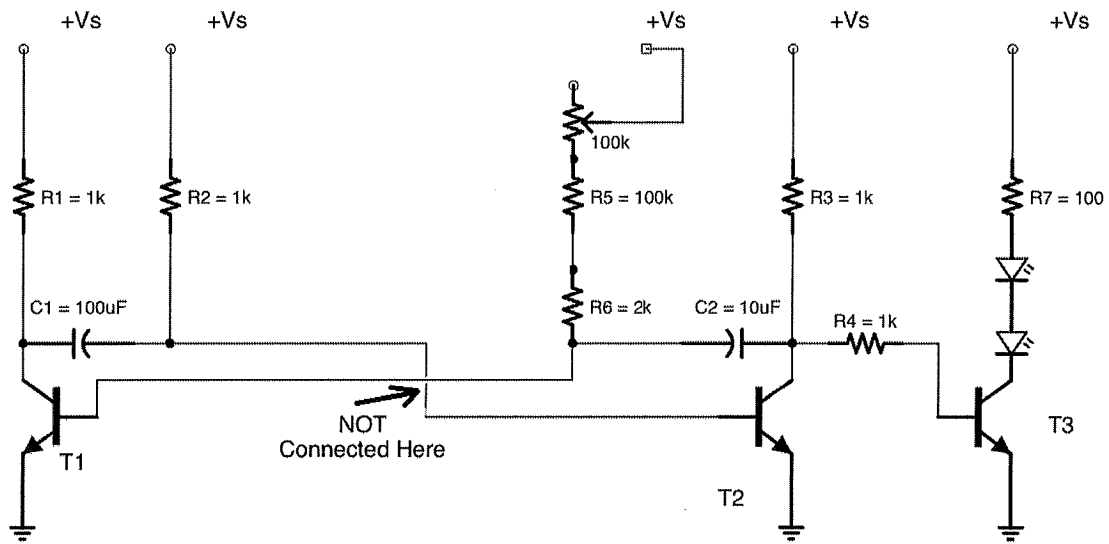 +Vs
+Vs
+Vs
+Vs
+Vs
100k
R1 = 1k
R2 = 1k
R5 = 100k
R3 = 1k
R7 = 100
C1 = 100uF
R6 = 2k
C2 = 10uF
R4 = 1k
NOT
Connected Here
T1
T2
T3